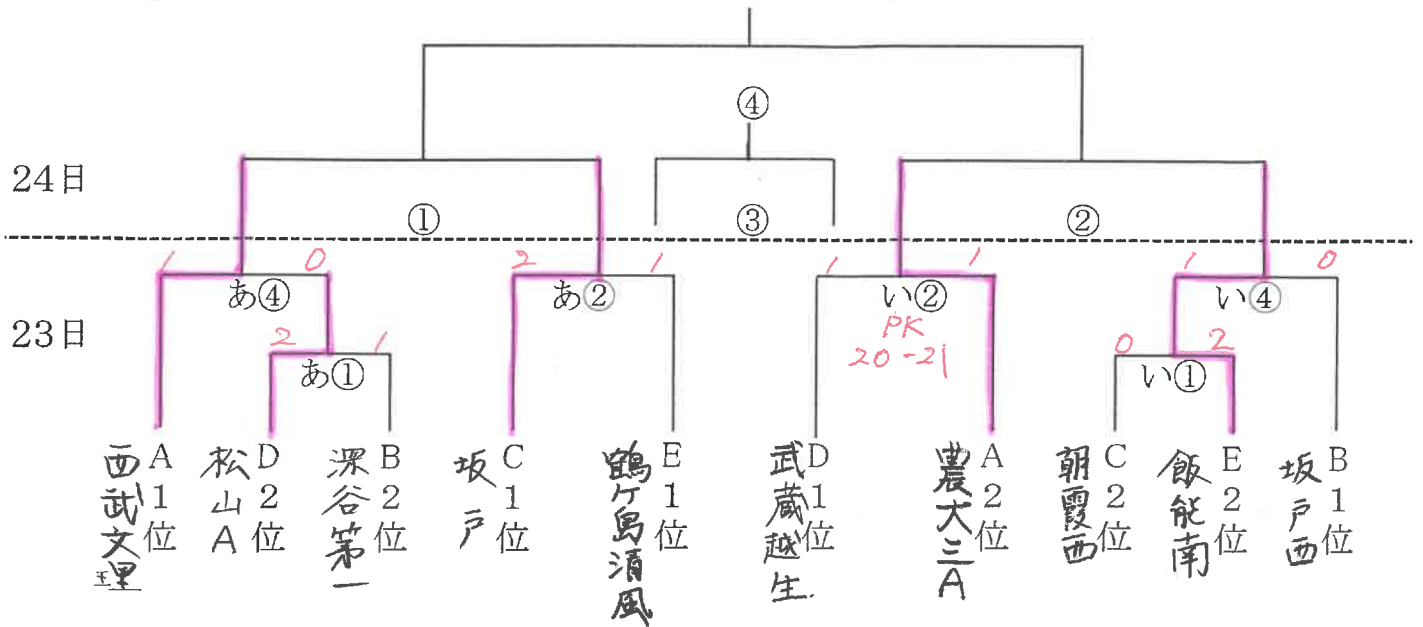 ④
24日
① ③ ②
1 0 2 1 1 1 1 0
あ④ あ② い② い④
23日
PK
20-21
2 1 0 2
あ① い①
A1位 西武文理
D2位 松山A
B2位 深谷第一
C1位 坂戸
E1位 鶴ヶ島清風
D1位 武蔵越生
A2位 農大三A
C2位 朝霞西
E2位 飯能南
B1位 坂戸西